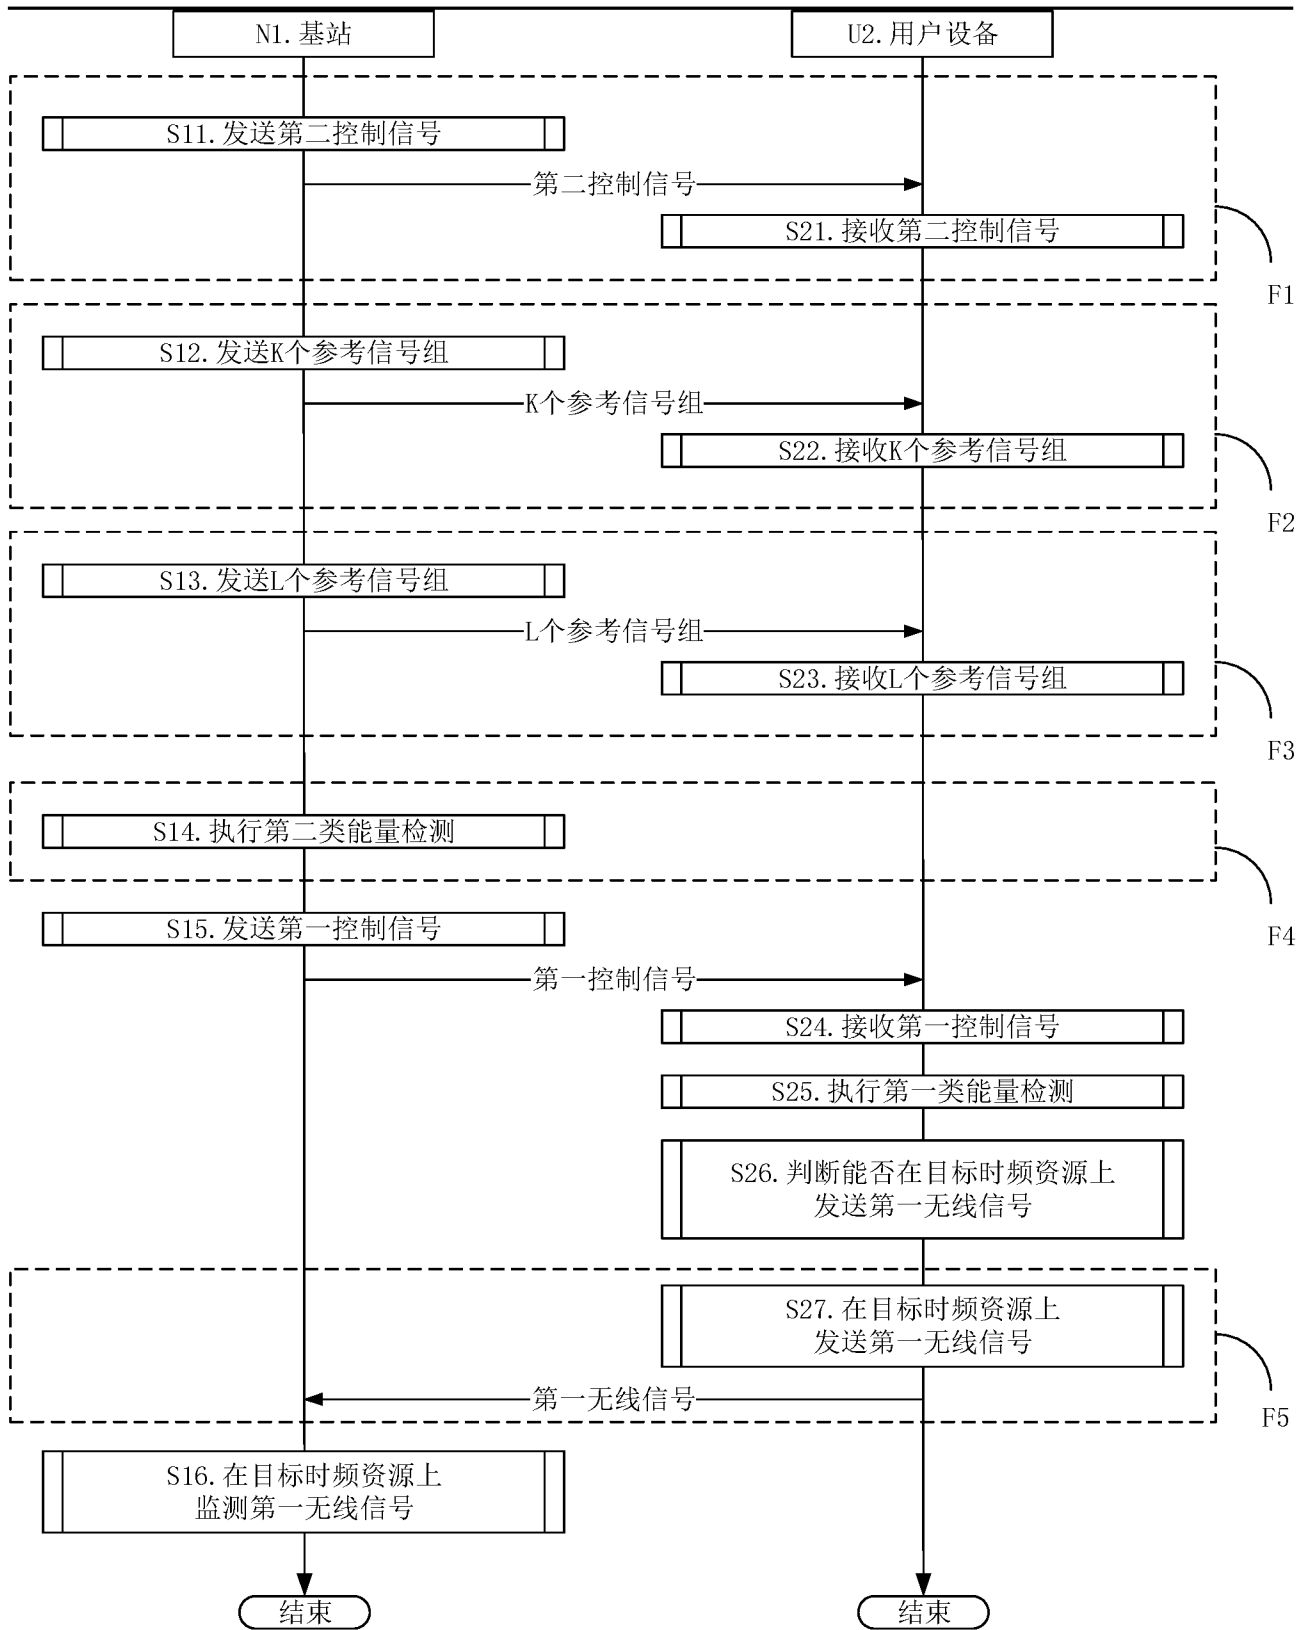 N1.基站
U2.用户设备
S11.发送第二控制信号
第二控制信号
S21.接收第二控制信号
F1
S12.发送K个参考信号组
K个参考信号组
S22.接收K个参考信号组
F2
S13.发送L个参考信号组
L个参考信号组
S23.接收L个参考信号组
F3
S14.执行第二类能量检测
S15.发送第一控制信号
F4
第一控制信号
S24.接收第一控制信号
S25.执行第一类能量检测
S26.判断能否在目标时频资源上
发送第一无线信号
S27.在目标时频资源上
发送第一无线信号
第一无线信号
F5
S16.在目标时频资源上
监测第一无线信号
结束
结束